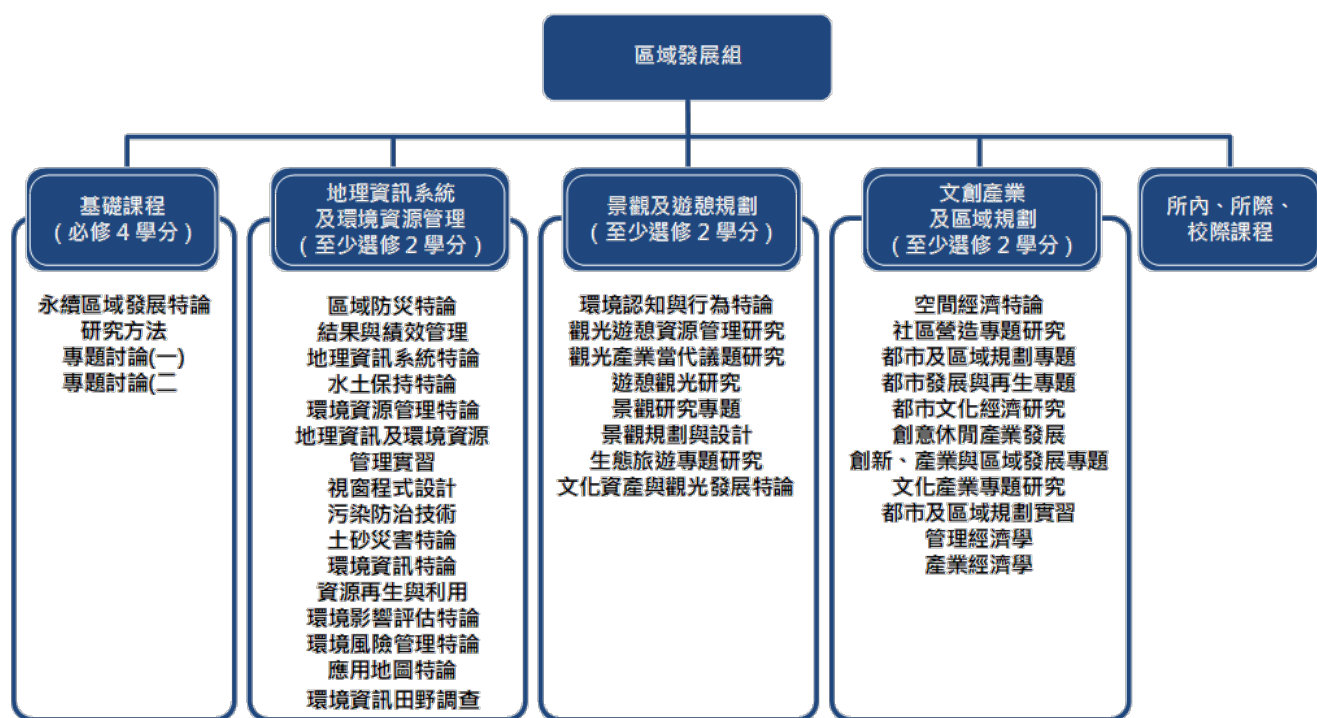 區域發展組
基礎課程
(必修4學分)
永續區域發展特論
研究方法
專題討論(一)
專題討論(二
地理資訊系統
及環境資源管理
(至少選修2學分)
區域防災特論
結果與績效管理
地理資訊系統特論
水土保持特論
環境資源管理特論
地理資訊及環境資源
管理實習
視窗程式設計
污染防治技術
土砂災害特論
環境資訊特論
資源再生與利用
環境影響評估特論
環境風險管理特論
應用地圖特論
環境資訊田野調查
景觀及遊憩規劃
(至少選修2學分)
環境認知與行為特論
觀光遊憩資源管理研究
觀光產業當代議題研究
遊憩觀光研究
景觀研究專題
景觀規劃與設計
生態旅遊專題研究
文化資產與觀光發展特論
文創產業
及區域規劃
(至少選修2學分)
空間經濟特論
社區營造專題研究
都市及區域規劃專題
都市發展與再生專題
都市文化經濟研究
創意休閒產業發展
創新、產業與區域發展專題
文化產業專題研究
都市及區域規劃實習
管理經濟學
產業經濟學
所內、所際、
校際課程